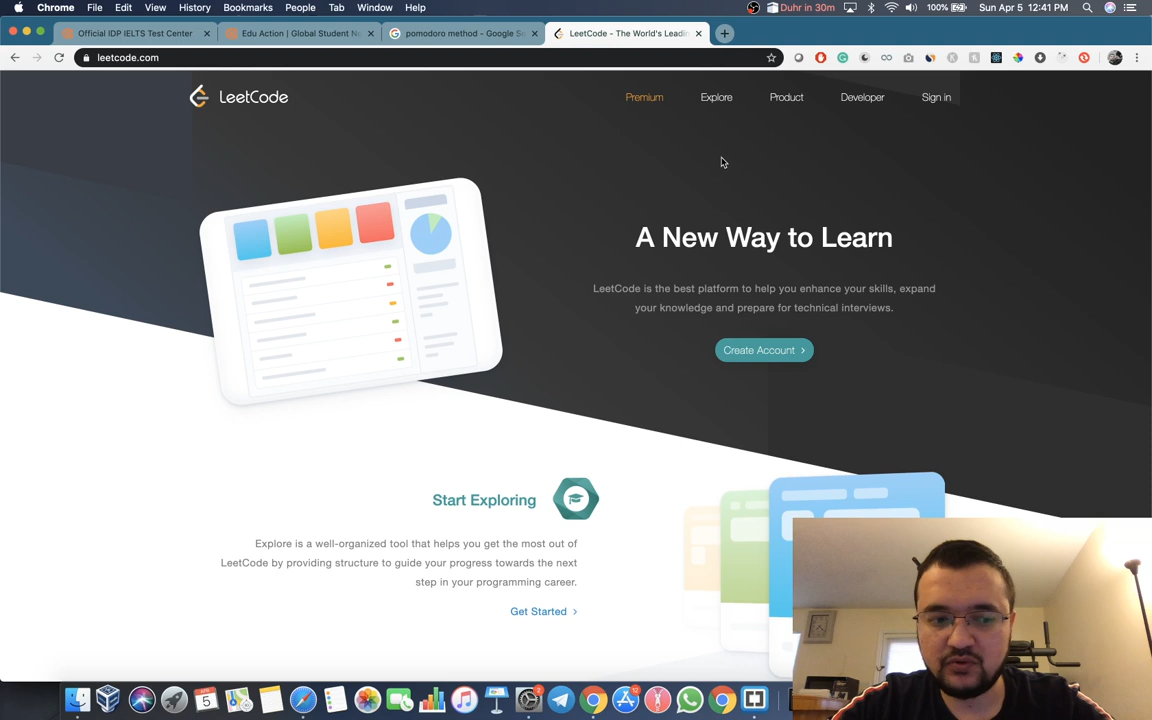 Chrome File Edit View History Bookmarks People Tab Window Help
Duhr in 30m 100% Sun Apr 5 12:41 PM
Official IDP IELTS Test Center
Edu Action | Global Student N
pomodoro method - Google S
LeetCode - The World's Leadin
leetcode.com
LeetCode
Premium Explore Product Developer Sign in
A New Way to Learn
LeetCode is the best platform to help you enhance your skills, expand
your knowledge and prepare for technical interviews.
Create Account
Start Exploring
Explore is a well-organized tool that helps you get the most out of
LeetCode by providing structure to guide your progress towards the next
step in your programming career.
Get Started
5
2
12